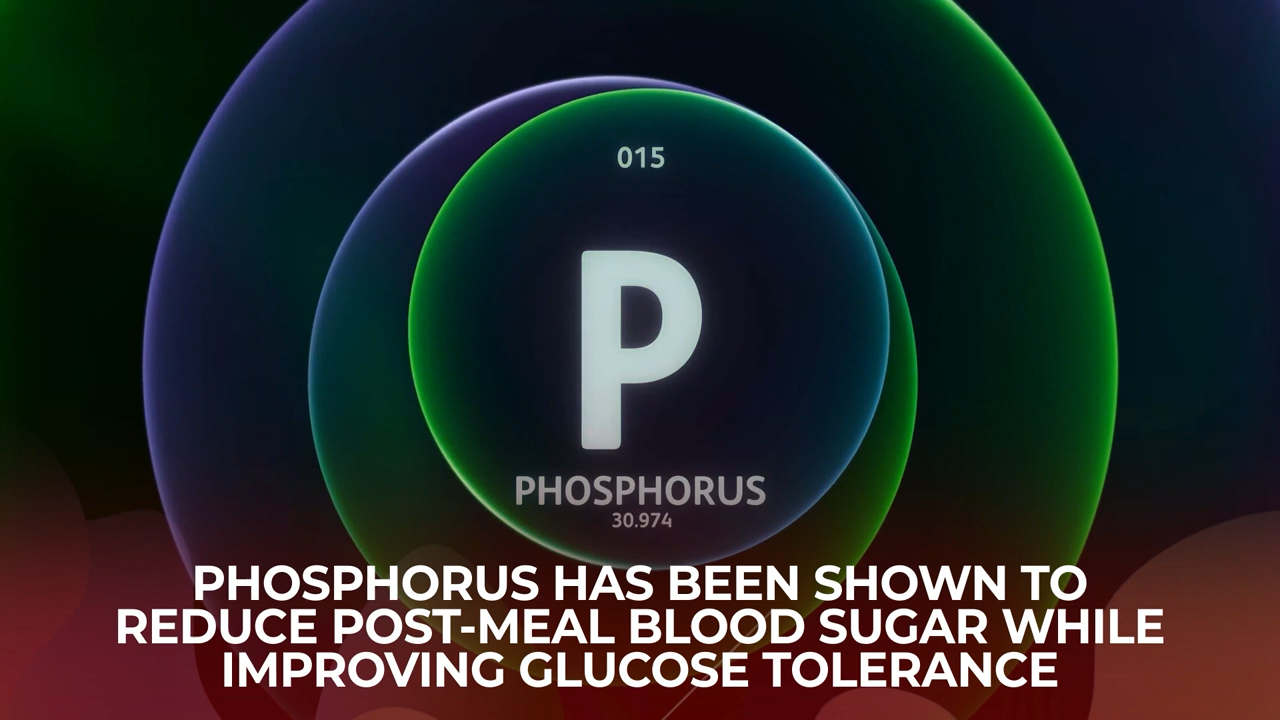 015
P
PHOSPHORUS
30.974
PHOSPHORUS HAS BEEN SHOWN TO
REDUCE POST-MEAL BLOOD SUGAR WHILE
IMPROVING GLUCOSE TOLERANCE